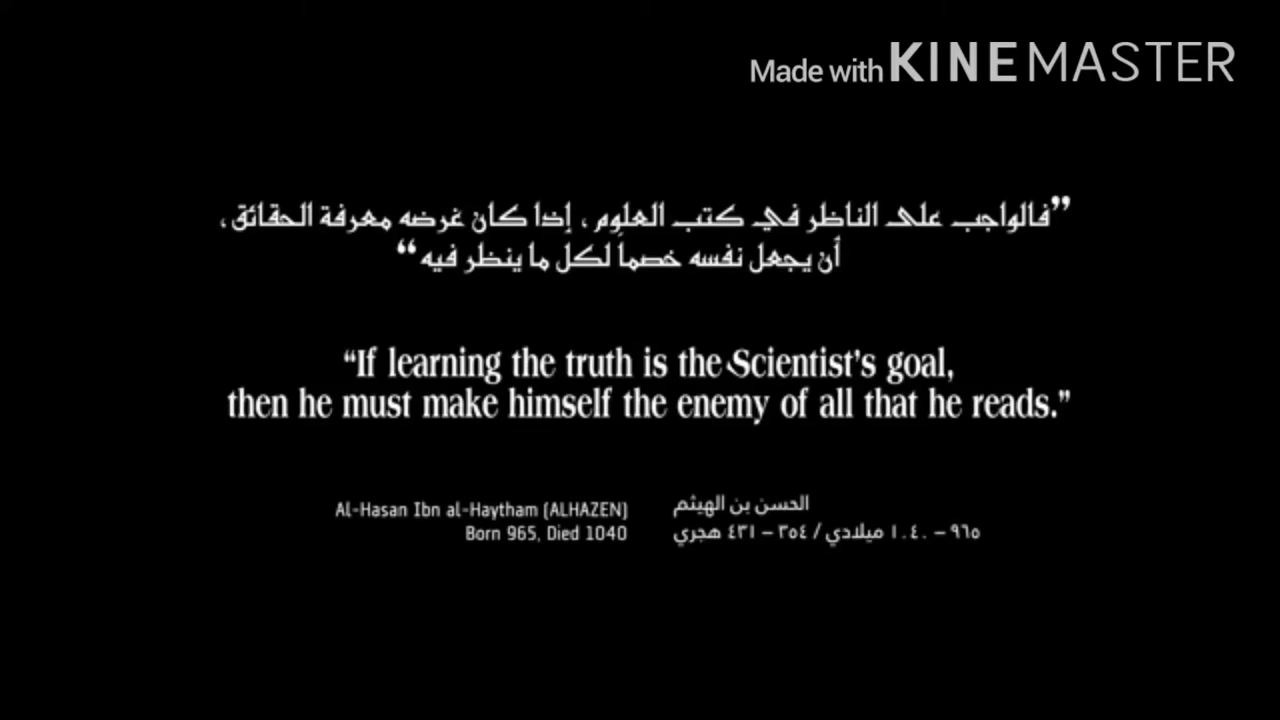 Made with KINEMASTER
”فالواجب على الناظر في كتب العلوم ، إذا كان غرضه معرفة الحقائق ،
أن يجعل نفسه خصماً لكل ما ينظر فيه“
“If learning the truth is the Scientist’s goal,
then he must make himself the enemy of all that he reads.”
Al-Hasan Ibn al-Haytham (ALHAZEN)
Born 965, Died 1040
الحسن بن الهيثم
٩٦٥ – ١٠٤٠ ميلادي / ٣٥٤ – ٤٣١ هجري